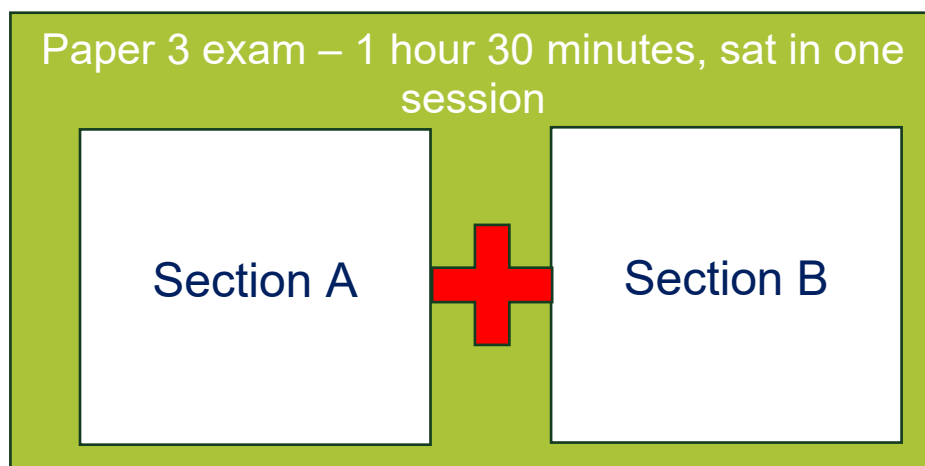 Paper 3 exam – 1 hour 30 minutes, sat in one
session
Section A
Section B